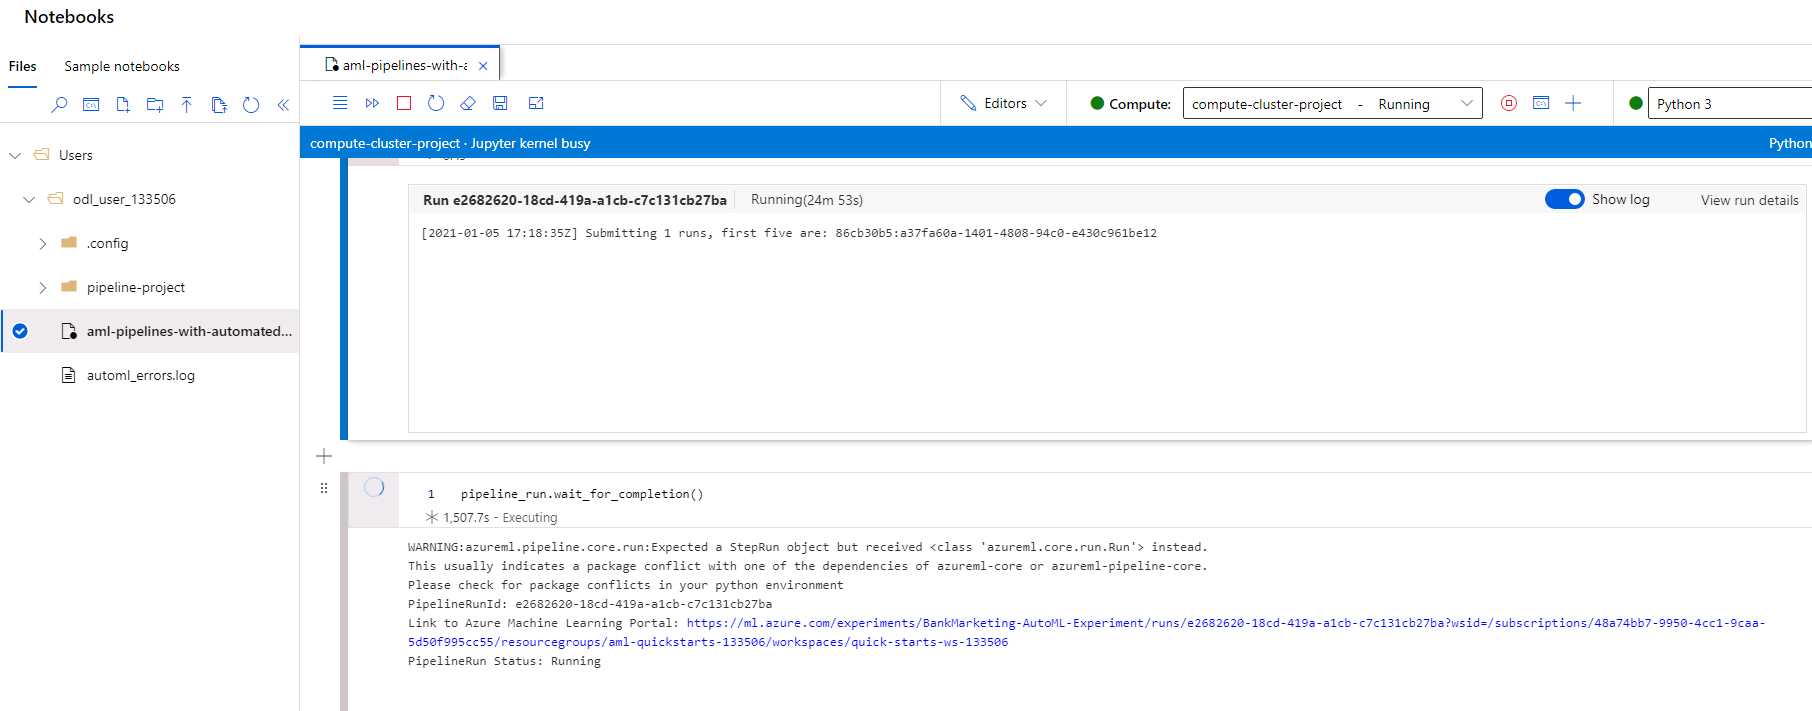 Notebooks
Files
Sample notebooks
aml-pipelines-with-a
Editors
Compute:
compute-cluster-project - Running
Python 3
compute-cluster-project · Jupyter kernel busy
Python
Users
odl_user_133506
.config
pipeline-project
aml-pipelines-with-automated...
automl_errors.log
Run e2682620-18cd-419a-a1cb-c7c131cb27ba
Running(24m 53s)
Show log
View run details
[2021-01-05 17:18:35Z] Submitting 1 runs, first five are: 86cb30b5:a37fa60a-1401-4808-94c0-e430c961be12
1 pipeline_run.wait_for_completion()
1,507.7s - Executing
WARNING:azureml.pipeline.core.run:Expected a StepRun object but received <class 'azureml.core.run.Run'> instead.
This usually indicates a package conflict with one of the dependencies of azureml-core or azureml-pipeline-core.
Please check for package conflicts in your python environment
PipelineRunId: e2682620-18cd-419a-a1cb-c7c131cb27ba
Link to Azure Machine Learning Portal: https://ml.azure.com/experiments/BankMarketing-AutoML-Experiment/runs/e2682620-18cd-419a-a1cb-c7c131cb27ba?wsid=/subscriptions/48a74bb7-9950-4cc1-9caa-
5d50f995cc55/resourcegroups/aml-quickstarts-133506/workspaces/quick-starts-ws-133506
PipelineRun Status: Running